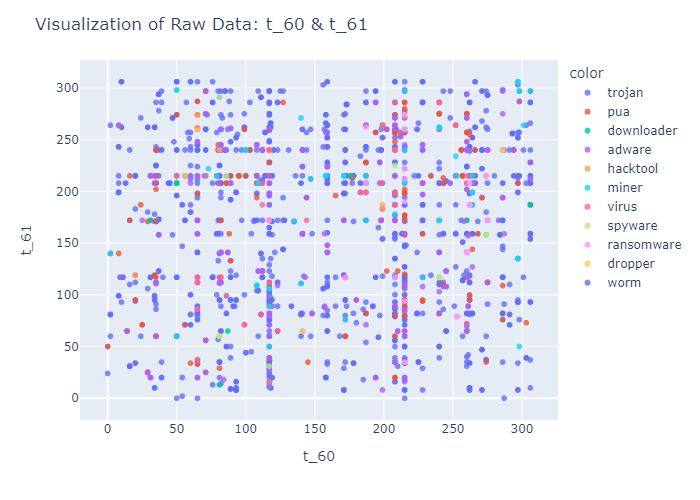 Visualization of Raw Data: t_60 & t_61
color
trojan
pua
downloader
adware
hacktool
miner
virus
spyware
ransomware
dropper
worm
300
250
200
150
100
50
0
t_61
0 50 100 150 200 250 300
t_60